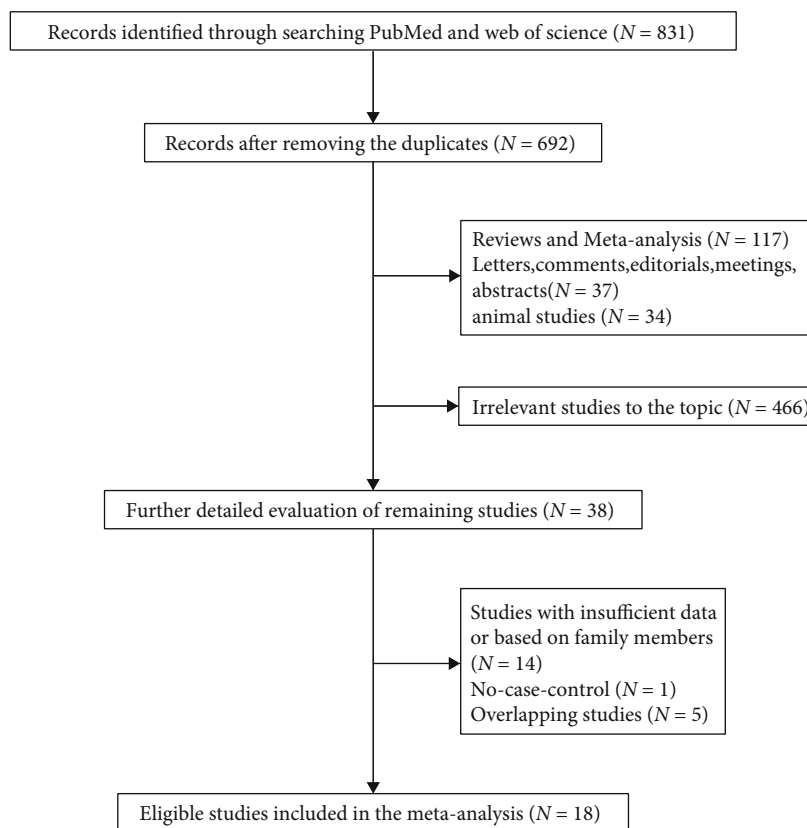 Records identified through searching PubMed and web of science (N = 831)
Records after removing the duplicates (N = 692)
Reviews and Meta-analysis (N = 117)
Letters,comments,editorials,meetings,
abstracts(N = 37)
animal studies (N = 34)
Irrelevant studies to the topic (N = 466)
Further detailed evaluation of remaining studies (N = 38)
Studies with insufficient data
or based on family members
(N = 14)
No-case-control (N = 1)
Overlapping studies (N = 5)
Eligible studies included in the meta-analysis (N = 18)